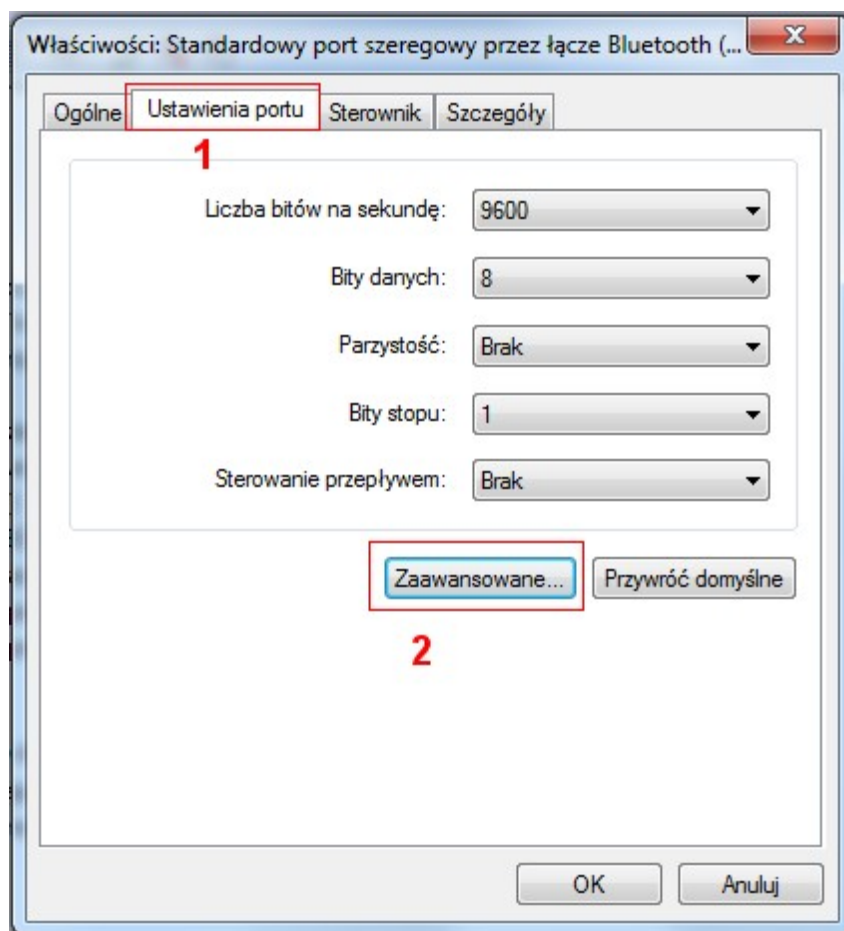 Właściwości: Standardowy port szeregowy przez łącze Bluetooth (...
Ogólne Ustawienia portu Sterownik Szczegóły
1
Liczba bitów na sekundę: 9600
Bity danych: 8
Parzystość: Brak
Bity stopu: 1
Sterowanie przepływem: Brak
Zaawansowane... Przywróć domyślne
2
OK Anuluj